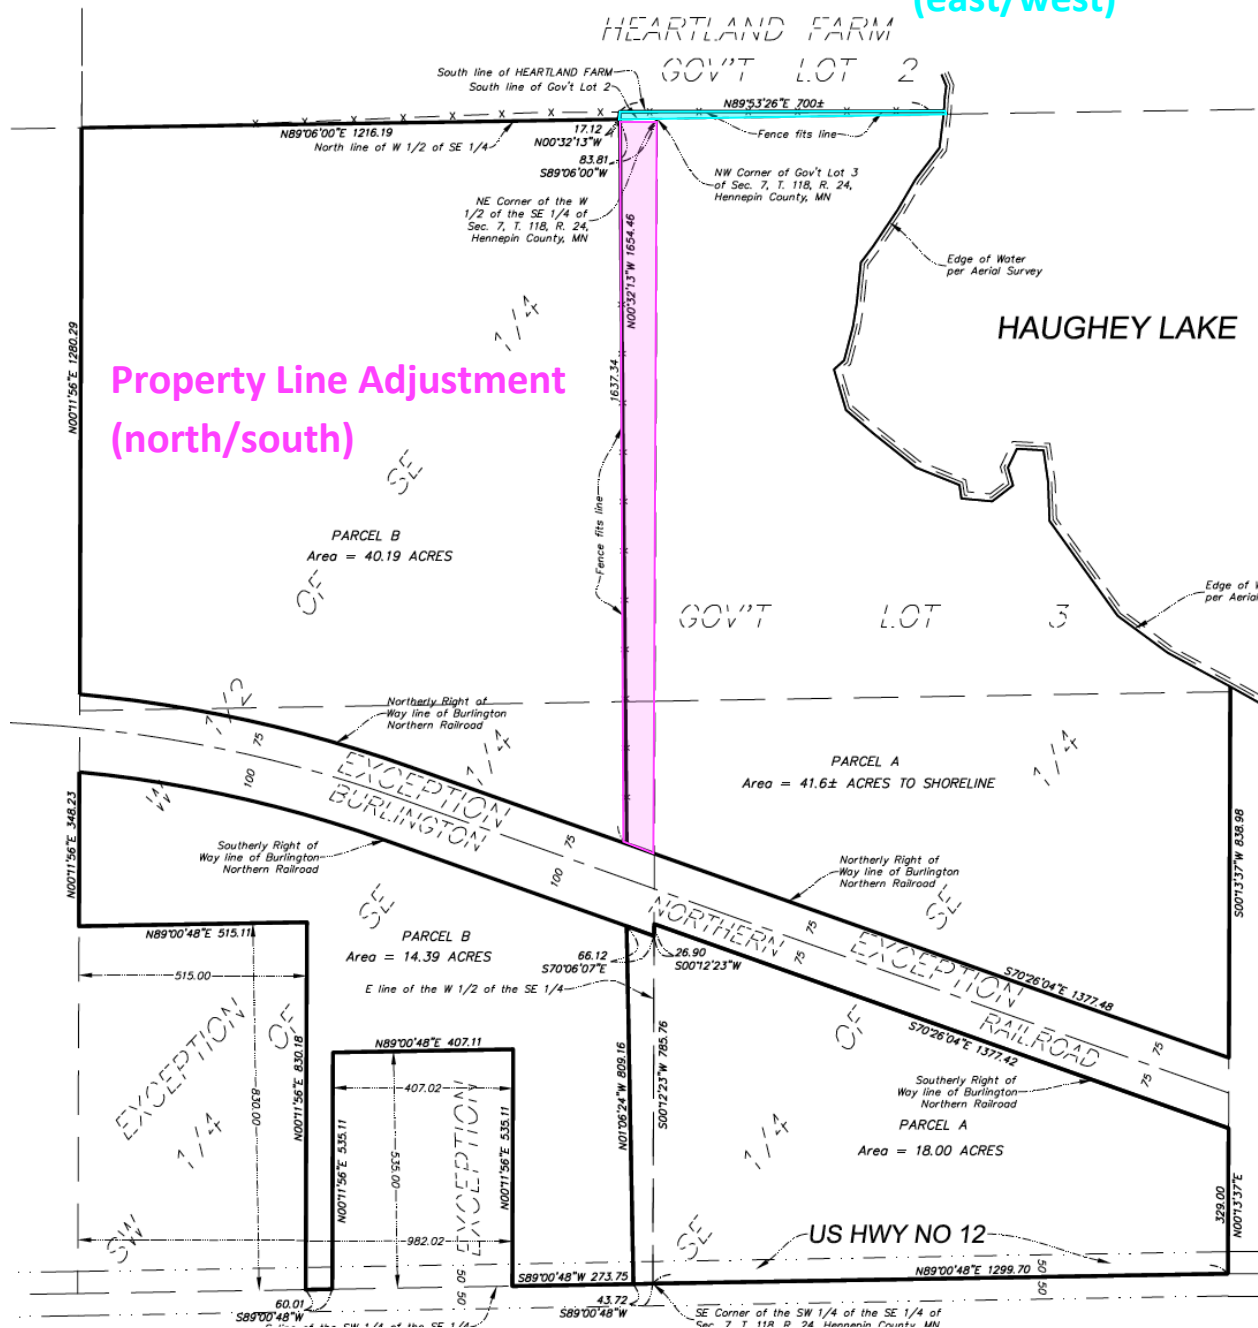 (east/west)
HEARTLAND FARM
GOV'T LOT 2
South line of HEARTLAND FARM
South line of Gov't Lot 2
N89°53'26"E 700±
Fence fits line
N89°06'00"E 1216.19
North line of W 1/2 of SE 1/4
17.12
N00°32'13"W
83.81
S89°06'00"W
NW Corner of Gov't Lot 3
of Sec. 7, T. 118, R. 24,
Hennepin County, MN
NE Corner of the W
1/2 of the SE 1/4 of
Sec. 7, T. 118, R. 24,
Hennepin County, MN
N00°32'13"W 1654.46
Edge of Water
per Aerial Survey
HAUGHEY LAKE
1/4
N00°11'56"E 1280.29
Property Line Adjustment
(north/south)
1637.34
SE
Fence fits line
PARCEL B
Area = 40.19 ACRES
OF
GOV'T LOT 3
per Aerial
1/2
Northerly Right of
Way line of Burlington
Northern Railroad
75
100
1/4
W
EXCEPTION
BURLINGTON
PARCEL A
Area = 41.6± ACRES TO SHORELINE
1/4
N00°11'56"E 348.23
Southerly Right of
Way line of Burlington
Northern Railroad
75
100
Northerly Right of
Way line of Burlington
Northern Railroad
S00°13'37"W 838.98
SE
SE
NORTHERN
75
75
EXCEPTION
RAILROAD
S70°26'04"E 1377.48
S70°26'04"E 1377.42
75
75
N89°00'48"E 515.11
515.00
PARCEL B
Area = 14.39 ACRES
66.12
S70°06'07"E
26.90
S00°12'23"W
E line of the W 1/2 of the SE 1/4
OF
OF
EXCEPTION
1/4
SW
N00°11'56"E 830.18
830.00
N89°00'48"E 407.11
407.02
N00°11'56"E 535.11
535.00
EXCEPTION
N00°11'56"E 535.11
N01°06'24"W 809.16
S00°12'23"W 785.76
Southerly Right of
Way line of Burlington
Northern Railroad
PARCEL A
Area = 18.00 ACRES
1/4
SE
329.00
N00°13'37"E
982.02
US HWY NO 12
50 50
50 50
S89°00'48"W 273.75
N89°00'48"E 1299.70
60.01
S89°00'48"W
43.72
S89°00'48"W
SE Corner of the SW 1/4 of the SE 1/4 of
Sec. 7, T. 118, R. 24, Hennepin County, MN
line of the SW 1/4 of the SE 1/4